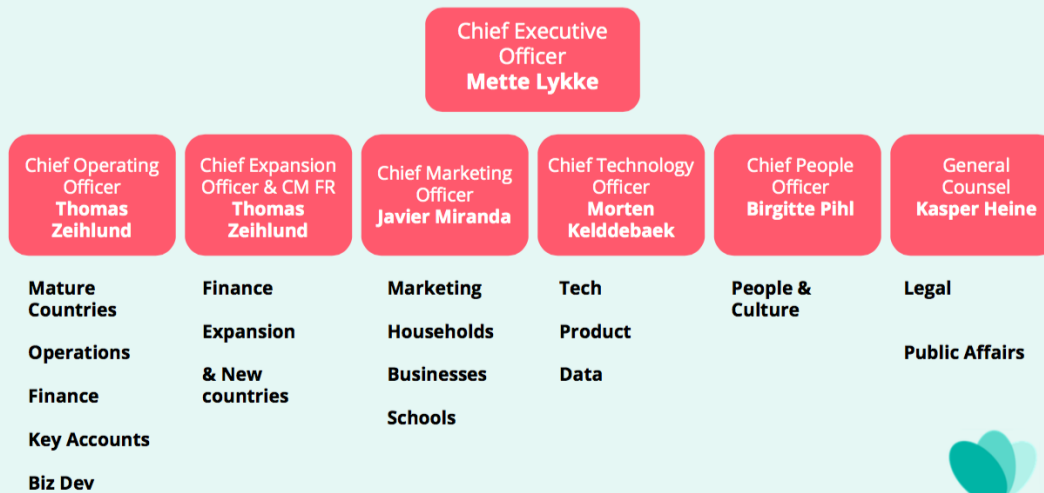 Chief Executive
Officer
Mette Lykke
Chief Operating
Officer
Thomas
Zeihlund
Chief Expansion
Officer & CM FR
Thomas
Zeihlund
Chief Marketing
Officer
Javier Miranda
Chief Technology
Officer
Morten
Kelddebaek
Chief People
Officer
Birgitte Pihl
General
Counsel
Kasper Heine
Mature
Countries
Operations
Finance
Key Accounts
Biz Dev
Finance
Expansion
& New
countries
Marketing
Households
Businesses
Schools
Tech
Product
Data
People &
Culture
Legal
Public Affairs